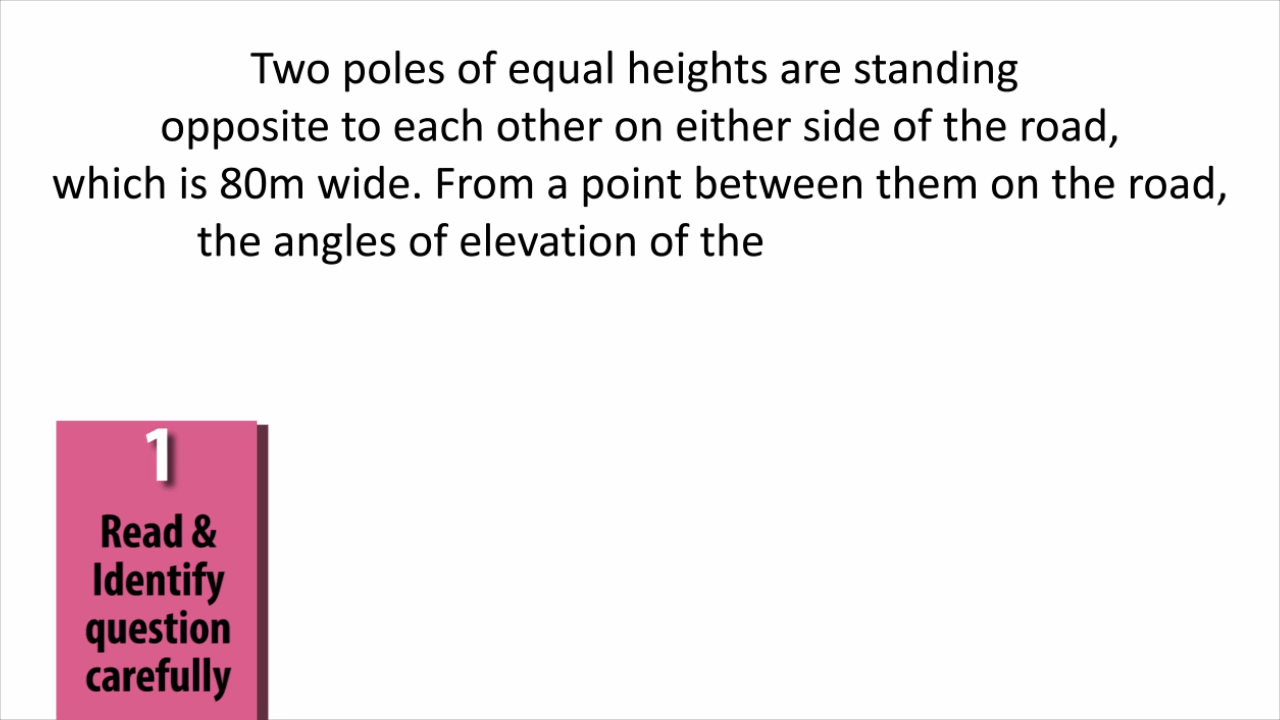 Two poles of equal heights are standing
opposite to each other on either side of the road,
which is 80m wide. From a point between them on the road,
the angles of elevation of the
1
Read &
Identify
question
carefully